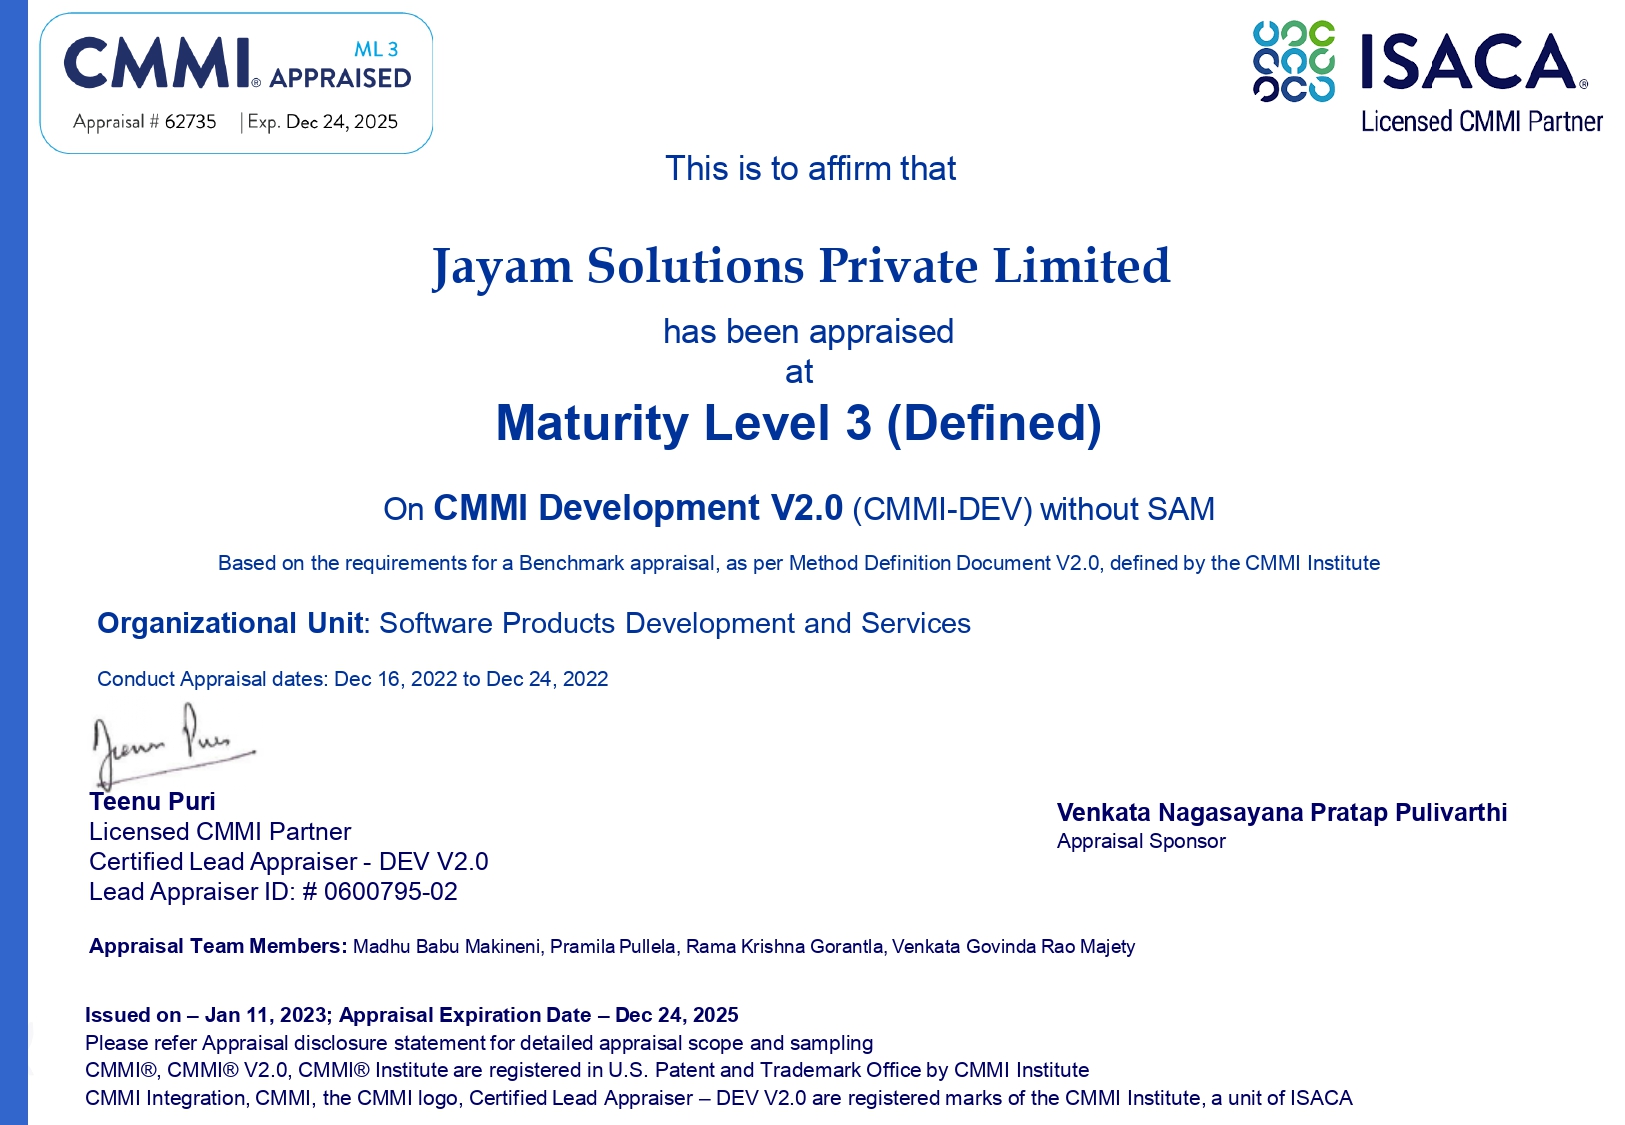 CMMI® ML 3 APPRAISED
Appraisal # 62735 | Exp. Dec 24, 2025
ISACA®
Licensed CMMI Partner
This is to affirm that
Jayam Solutions Private Limited
has been appraised
at
Maturity Level 3 (Defined)
On CMMI Development V2.0 (CMMI-DEV) without SAM
Based on the requirements for a Benchmark appraisal, as per Method Definition Document V2.0, defined by the CMMI Institute
Organizational Unit: Software Products Development and Services
Conduct Appraisal dates: Dec 16, 2022 to Dec 24, 2022
Teenu Puri
Teenu Puri
Licensed CMMI Partner
Certified Lead Appraiser - DEV V2.0
Lead Appraiser ID: # 0600795-02
Venkata Nagasayana Pratap Pulivarthi
Appraisal Sponsor
Appraisal Team Members: Madhu Babu Makineni, Pramila Pullela, Rama Krishna Gorantla, Venkata Govinda Rao Majety
Issued on – Jan 11, 2023; Appraisal Expiration Date – Dec 24, 2025
Please refer Appraisal disclosure statement for detailed appraisal scope and sampling
CMMI®, CMMI® V2.0, CMMI® Institute are registered in U.S. Patent and Trademark Office by CMMI Institute
CMMI Integration, CMMI, the CMMI logo, Certified Lead Appraiser – DEV V2.0 are registered marks of the CMMI Institute, a unit of ISACA